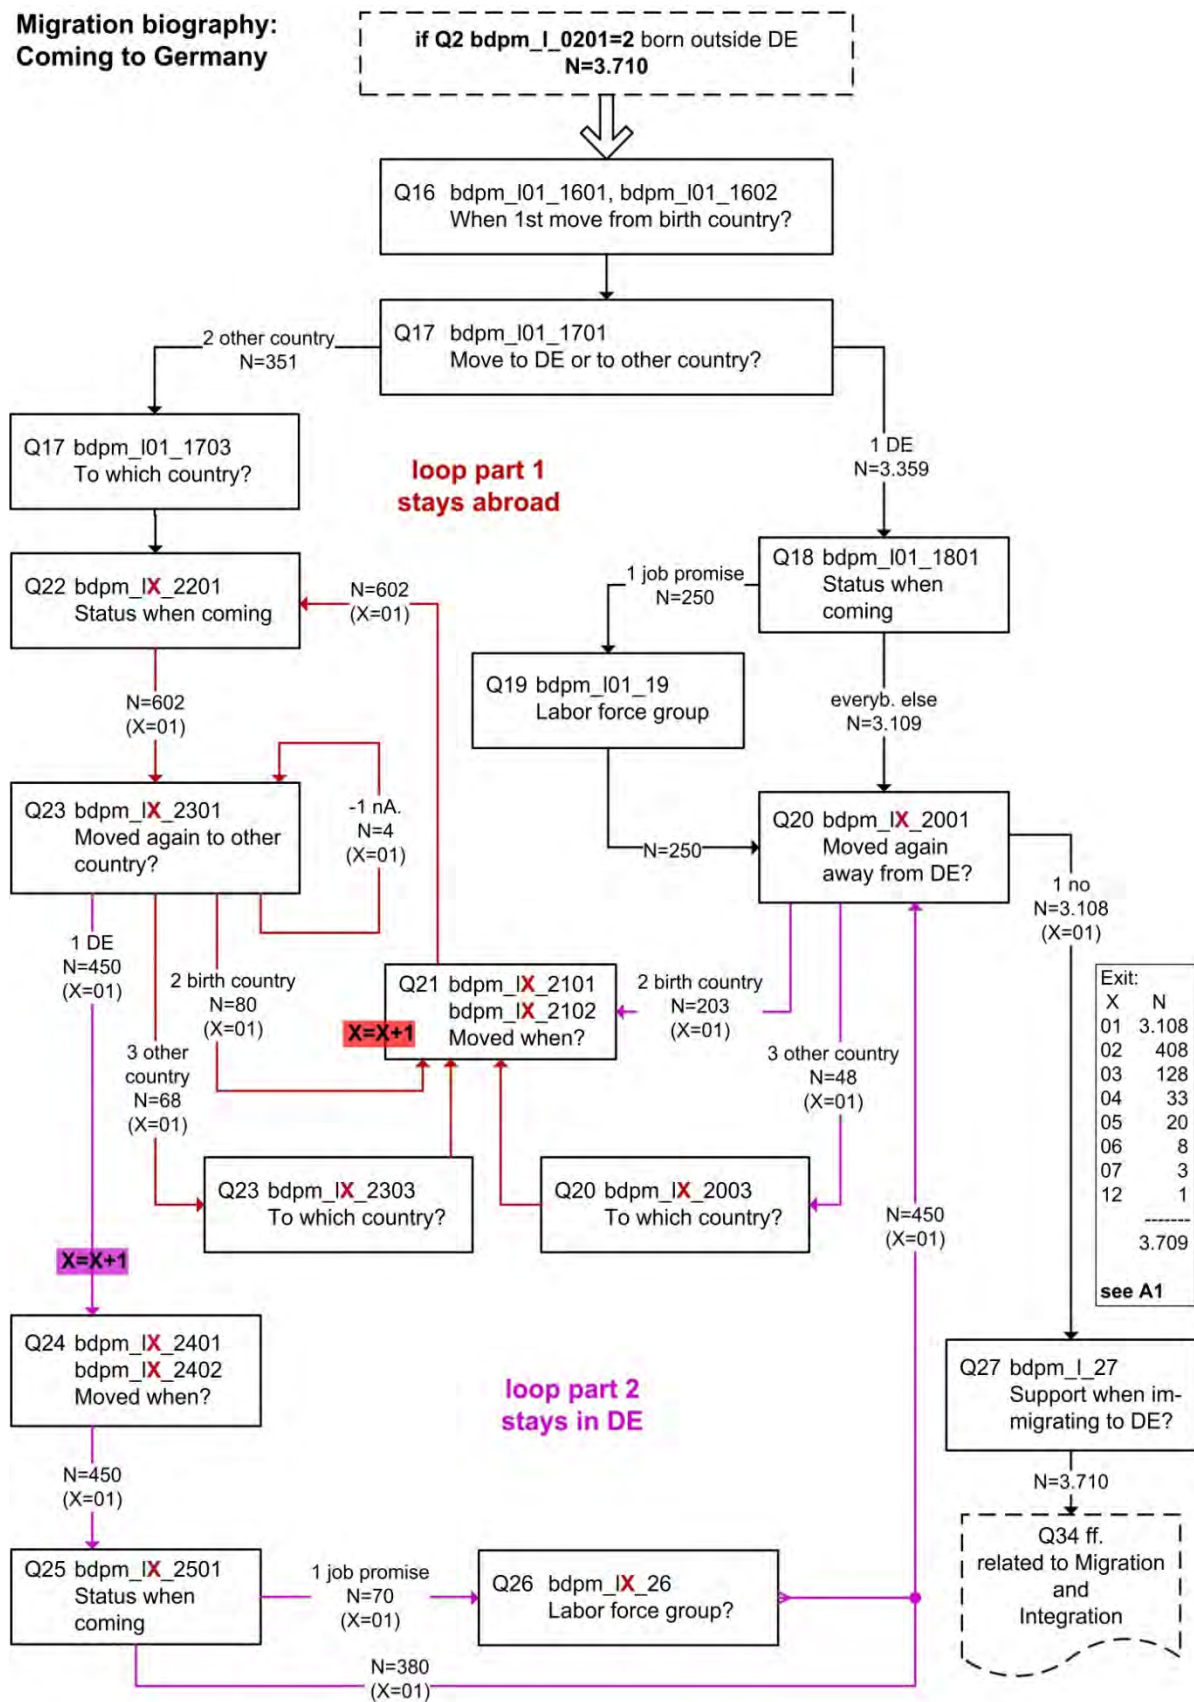 Migration biography:
Coming to Germany
if Q2 bdpm_l_0201=2 born outside DE
N=3.710
Q16 bdpm_l01_1601, bdpm_l01_1602
When 1st move from birth country?
Q17 bdpm_l01_1701
Move to DE or to other country?
2 other country
N=351
1 DE
N=3.359
Q17 bdpm_l01_1703
To which country?
loop part 1
stays abroad
Q22 bdpm_lX_2201
Status when coming
N=602
(X=01)
Q18 bdpm_l01_1801
Status when
coming
1 job promise
N=250
Q19 bdpm_l01_19
Labor force group
everyb. else
N=3.109
N=602
(X=01)
Q23 bdpm_lX_2301
Moved again to other
country?
-1 nA.
N=4
(X=01)
N=250
Q20 bdpm_lX_2001
Moved again
away from DE?
1 no
N=3.108
(X=01)
1 DE
N=450
(X=01)
2 birth country
N=80
(X=01)
3 other
country
N=68
(X=01)
Q21 bdpm_lX_2101
bdpm_lX_2102
Moved when?
X=X+1
2 birth country
N=203
(X=01)
3 other country
N=48
(X=01)
Exit:
X N
01 3.108
02 408
03 128
04 33
05 20
06 8
07 3
12 1
--------
3.709
see A1
Q23 bdpm_lX_2303
To which country?
Q20 bdpm_lX_2003
To which country?
N=450
(X=01)
X=X+1
Q24 bdpm_lX_2401
bdpm_lX_2402
Moved when?
loop part 2
stays in DE
Q27 bdpm_l_27
Support when im-
migrating to DE?
N=450
(X=01)
N=3.710
Q25 bdpm_lX_2501
Status when
coming
1 job promise
N=70
(X=01)
Q26 bdpm_lX_26
Labor force group?
Q34 ff.
related to Migration
and
Integration
N=380
(X=01)